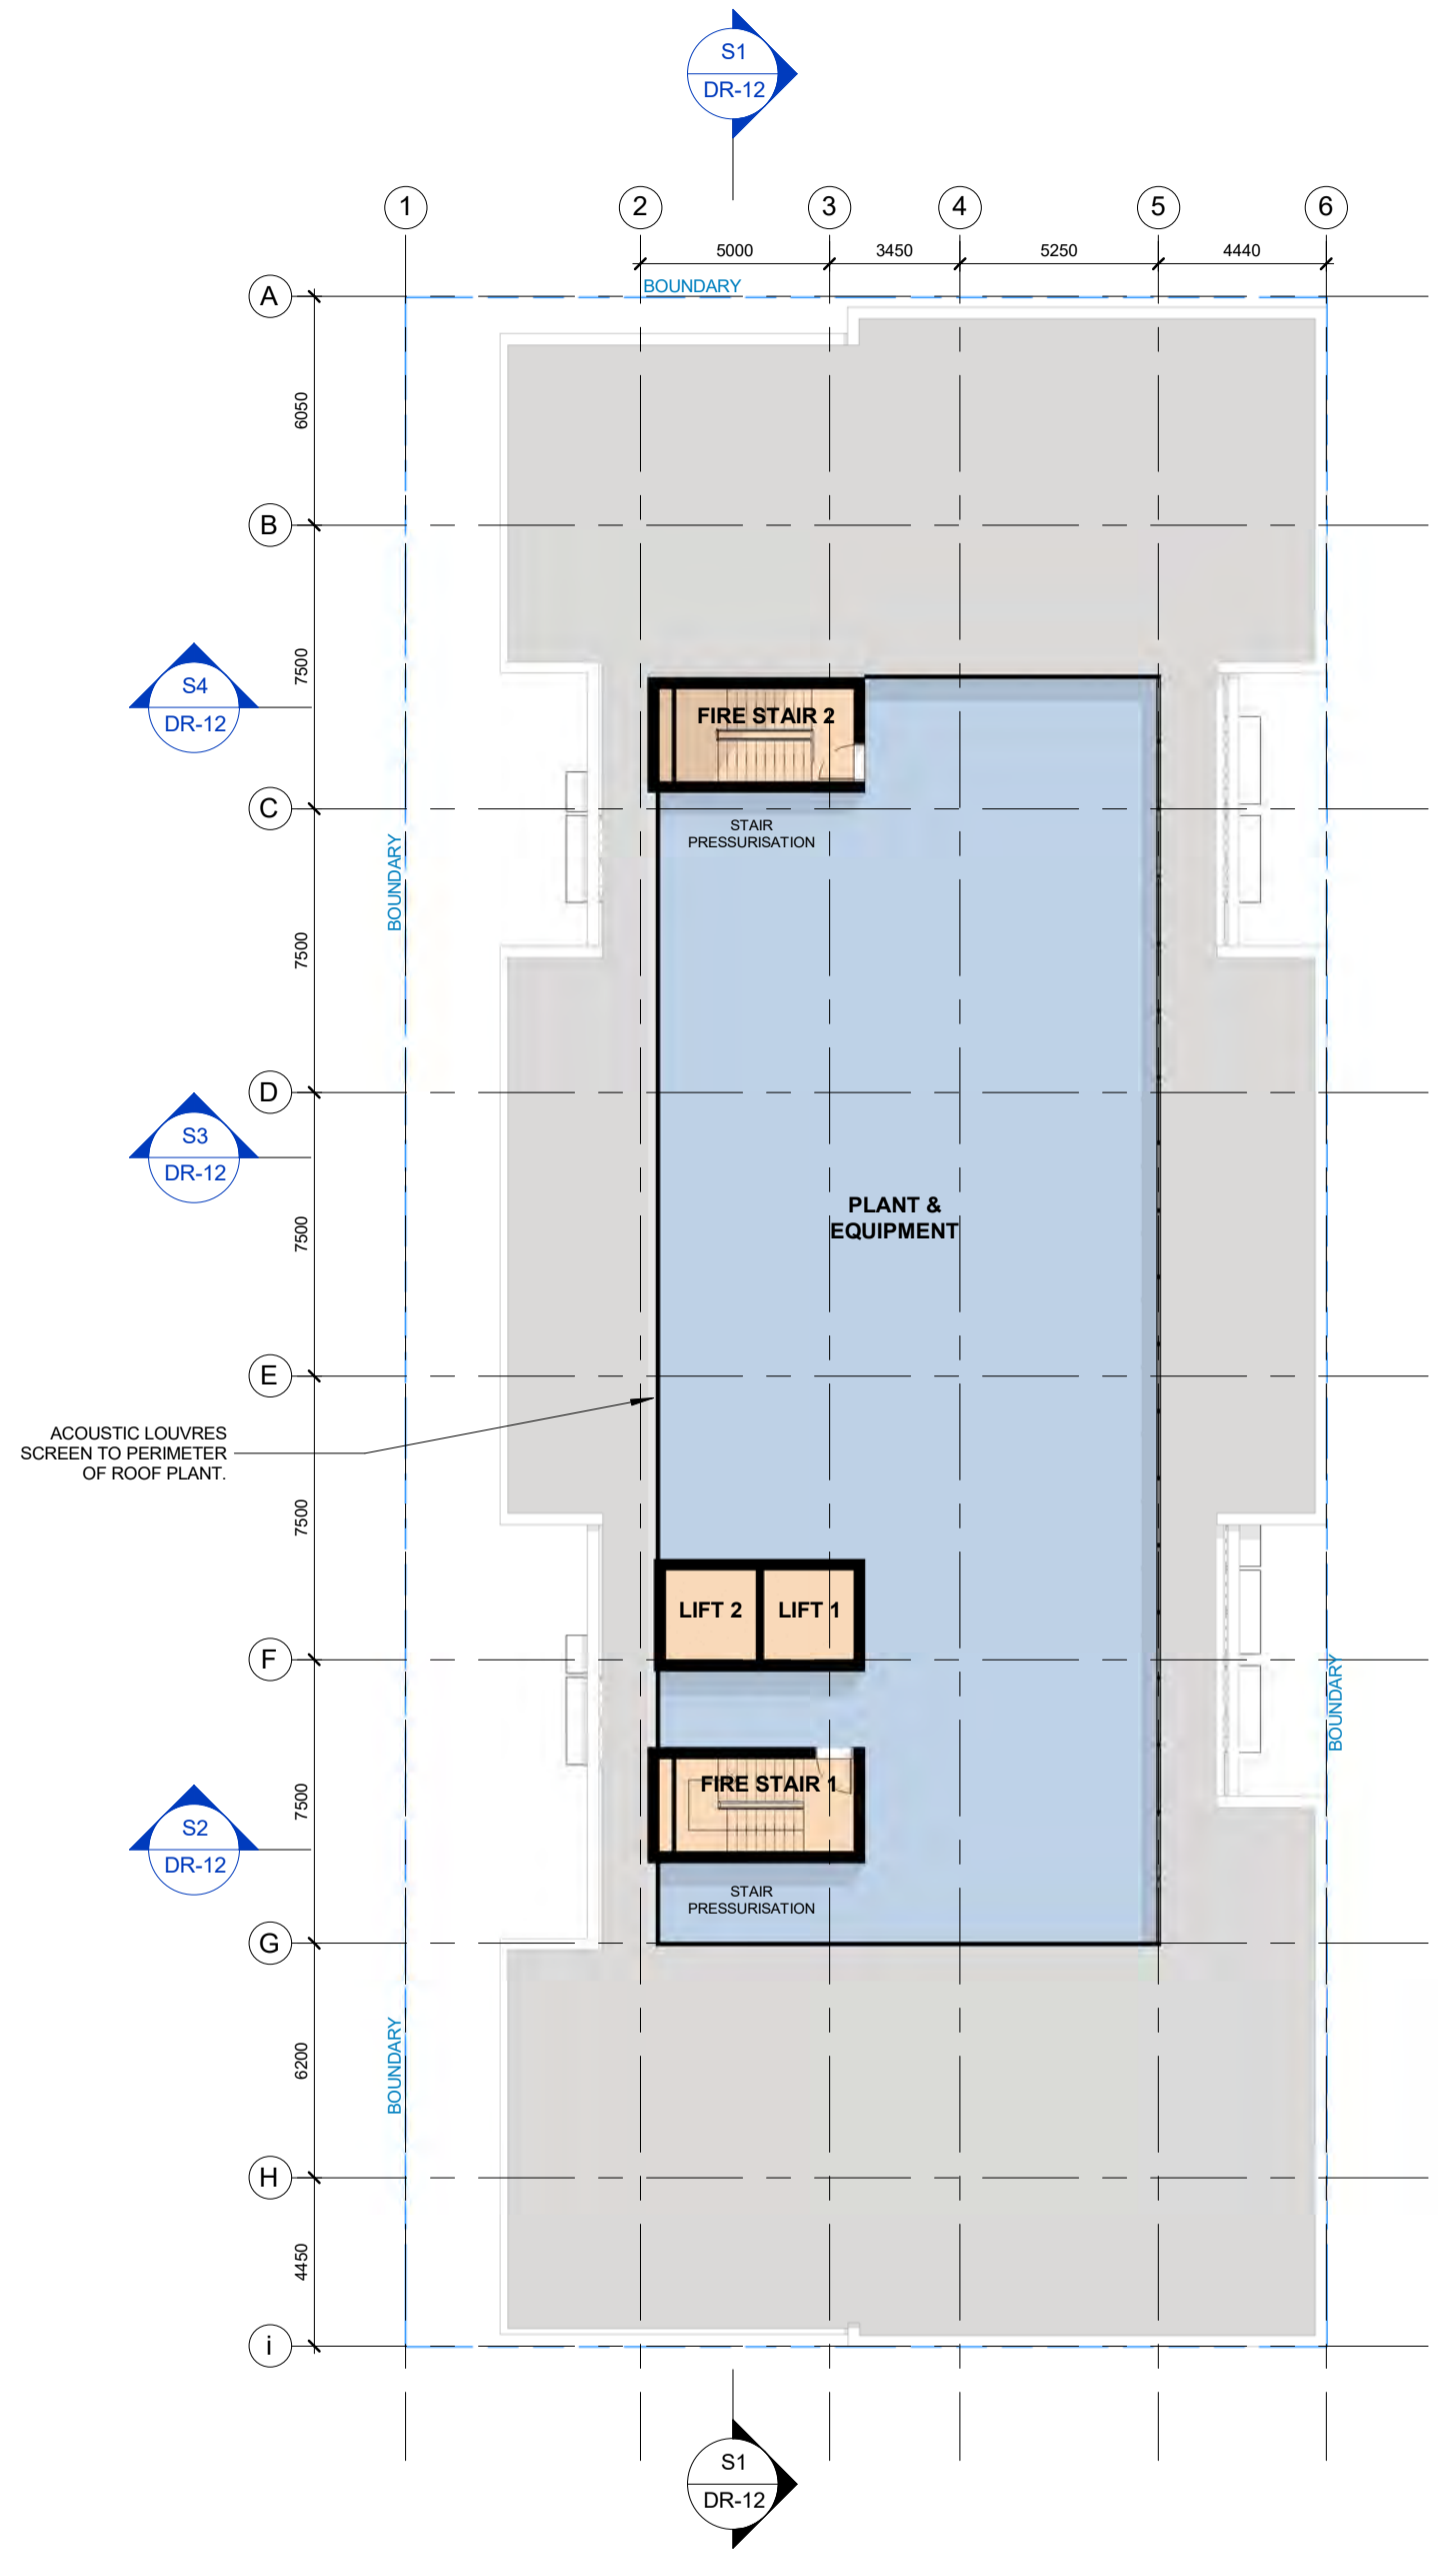 S1
DR-12
1
2
3
4
5
6
5000
3450
5250
4440
BOUNDARY
A
6050
B
7500
S4
DR-12
FIRE STAIR 2
C
STAIR
PRESSURISATION
BOUNDARY
7500
D
S3
DR-12
7500
PLANT &
EQUIPMENT
E
ACOUSTIC LOUVRES
SCREEN TO PERIMETER
OF ROOF PLANT.
7500
LIFT 2
LIFT 1
F
BOUNDARY
FIRE STAIR 1
7500
S2
DR-12
STAIR
PRESSURISATION
G
BOUNDARY
6200
H
4450
i
S1
DR-12